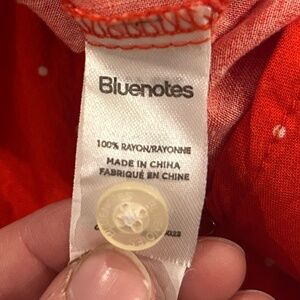 Bluenotes
100% RAYON/RAYONNE
MADE IN CHINA
FABRIQUÉ EN CHINE